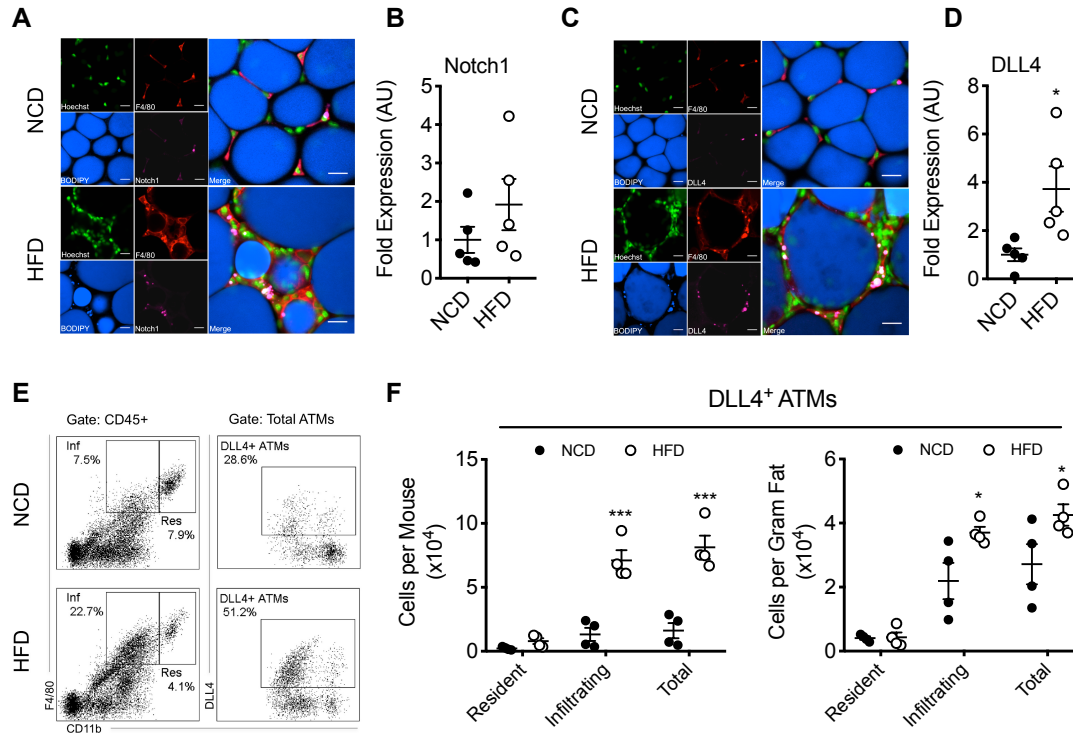 A
NCD
Hoechst
F4/80
BODIPY
Notch1
Merge
HFD
Hoechst
F4/80
BODIPY
Notch1
Merge
B
Notch1
Fold Expression (AU)
5
4
3
2
1
0
NCD
HFD
C
NCD
Hoechst
F4/80
BODIPY
DLL4
Merge
HFD
Hoechst
F4/80
BODIPY
DLL4
Merge
D
DLL4
*
Fold Expression (AU)
8
6
4
2
0
NCD
HFD
E
Gate: CD45+
Gate: Total ATMs
NCD
Inf
7.5%
Res
7.9%
DLL4+ ATMs
28.6%
HFD
Inf
22.7%
Res
4.1%
DLL4+ ATMs
51.2%
F4/80
CD11b
DLL4
F
DLL4+ ATMs
NCD HFD
Cells per Mouse
(x10⁴)
15
10
5
0
***
***
Resident
Infiltrating
Total
NCD HFD
Cells per Gram Fat
(x10⁴)
6
4
2
0
*
*
Resident
Infiltrating
Total